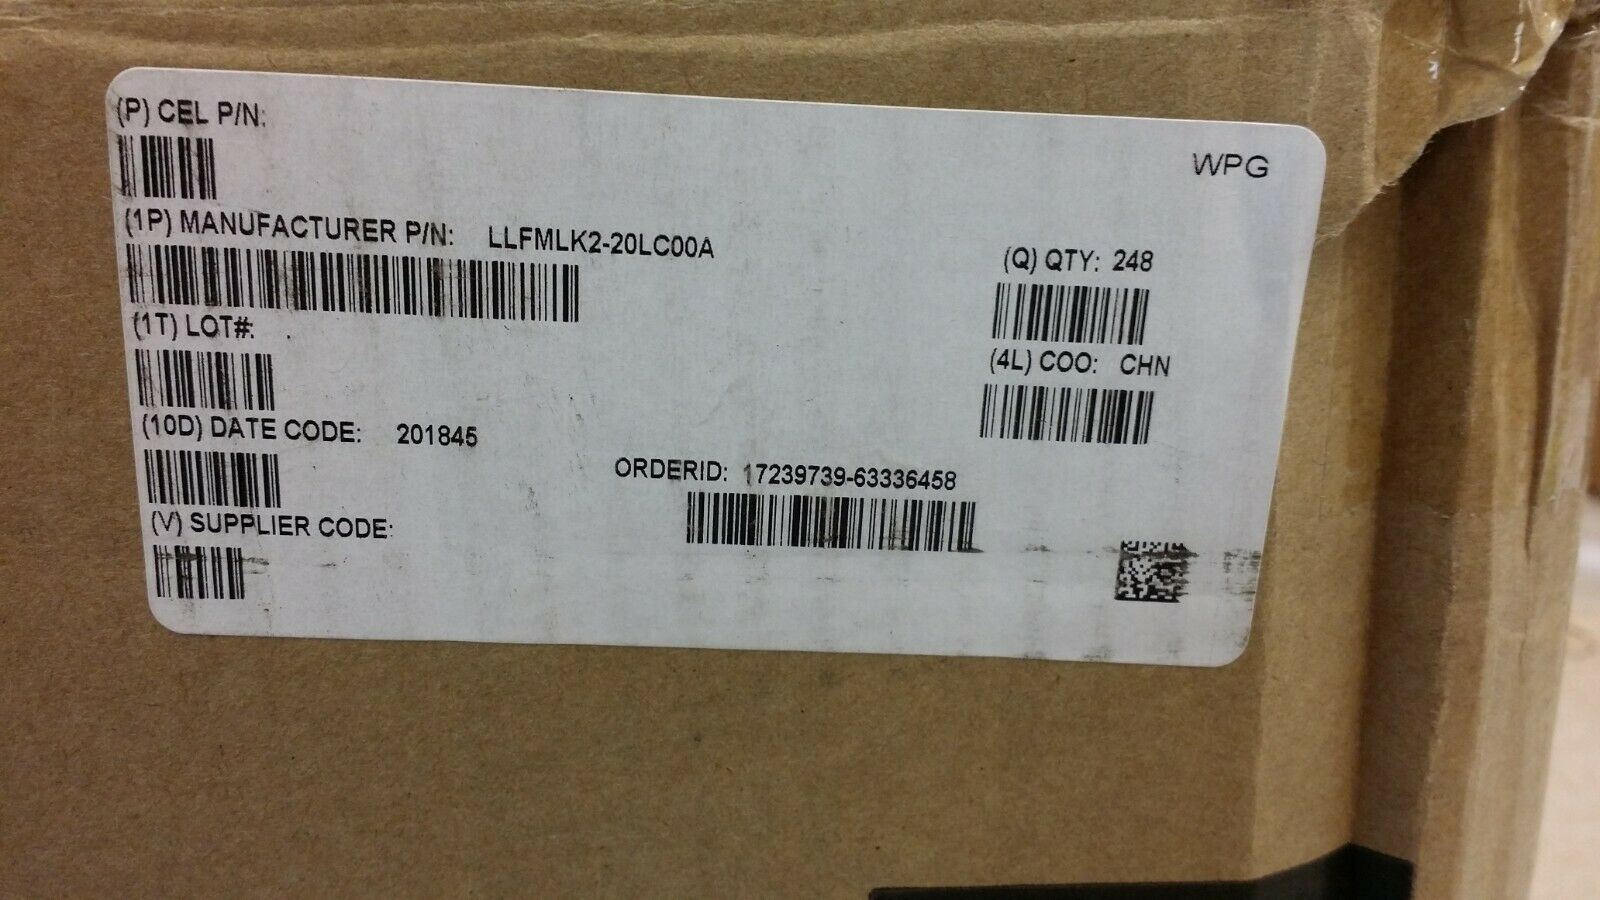 (P) CEL P/N:
WPG
(1P) MANUFACTURER P/N: LLFMLK2-20LC00A
(Q) QTY: 248
(1T) LOT#:
(4L) COO: CHN
(10D) DATE CODE: 201845
ORDERID: 17239739-63336458
(V) SUPPLIER CODE: